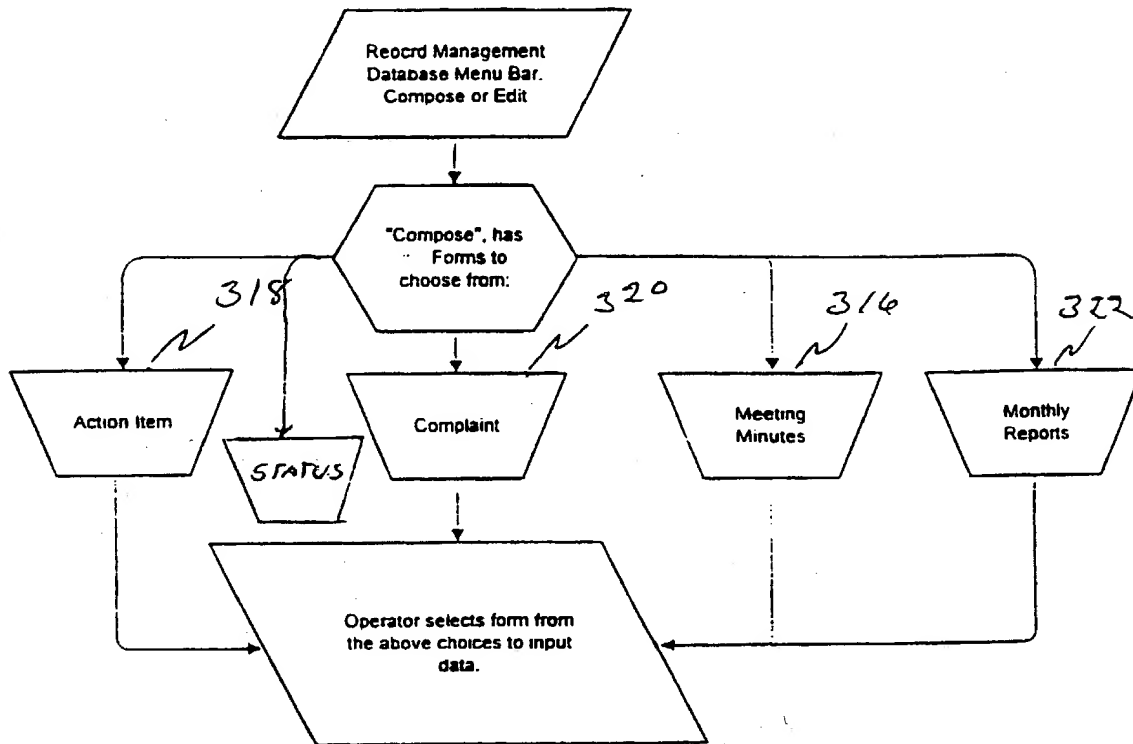 Reocrd Management
Database Menu Bar.
Compose or Edit
"Compose", has
Forms to
choose from:
318
320
316
322
Action Item
STATUS
Complaint
Meeting
Minutes
Monthly
Reports
Operator selects form from
the above choices to input
data.